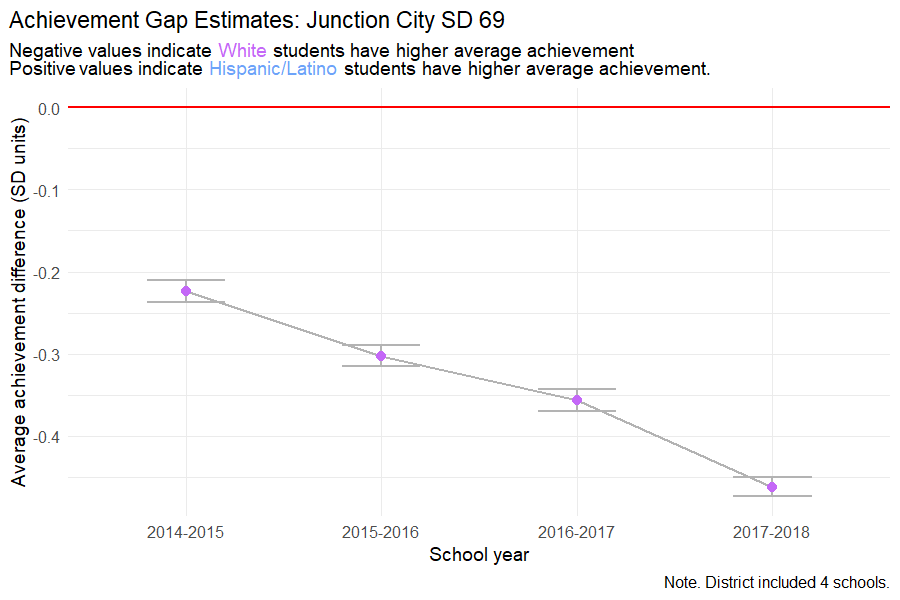 Achievement Gap Estimates: Junction City SD 69
Negative values indicate White students have higher average achievement
Positive values indicate Hispanic/Latino students have higher average achievement.
Average achievement difference (SD units)
0.0
-0.1
-0.2
-0.3
-0.4
2014-2015
2015-2016
2016-2017
2017-2018
School year
Note. District included 4 schools.